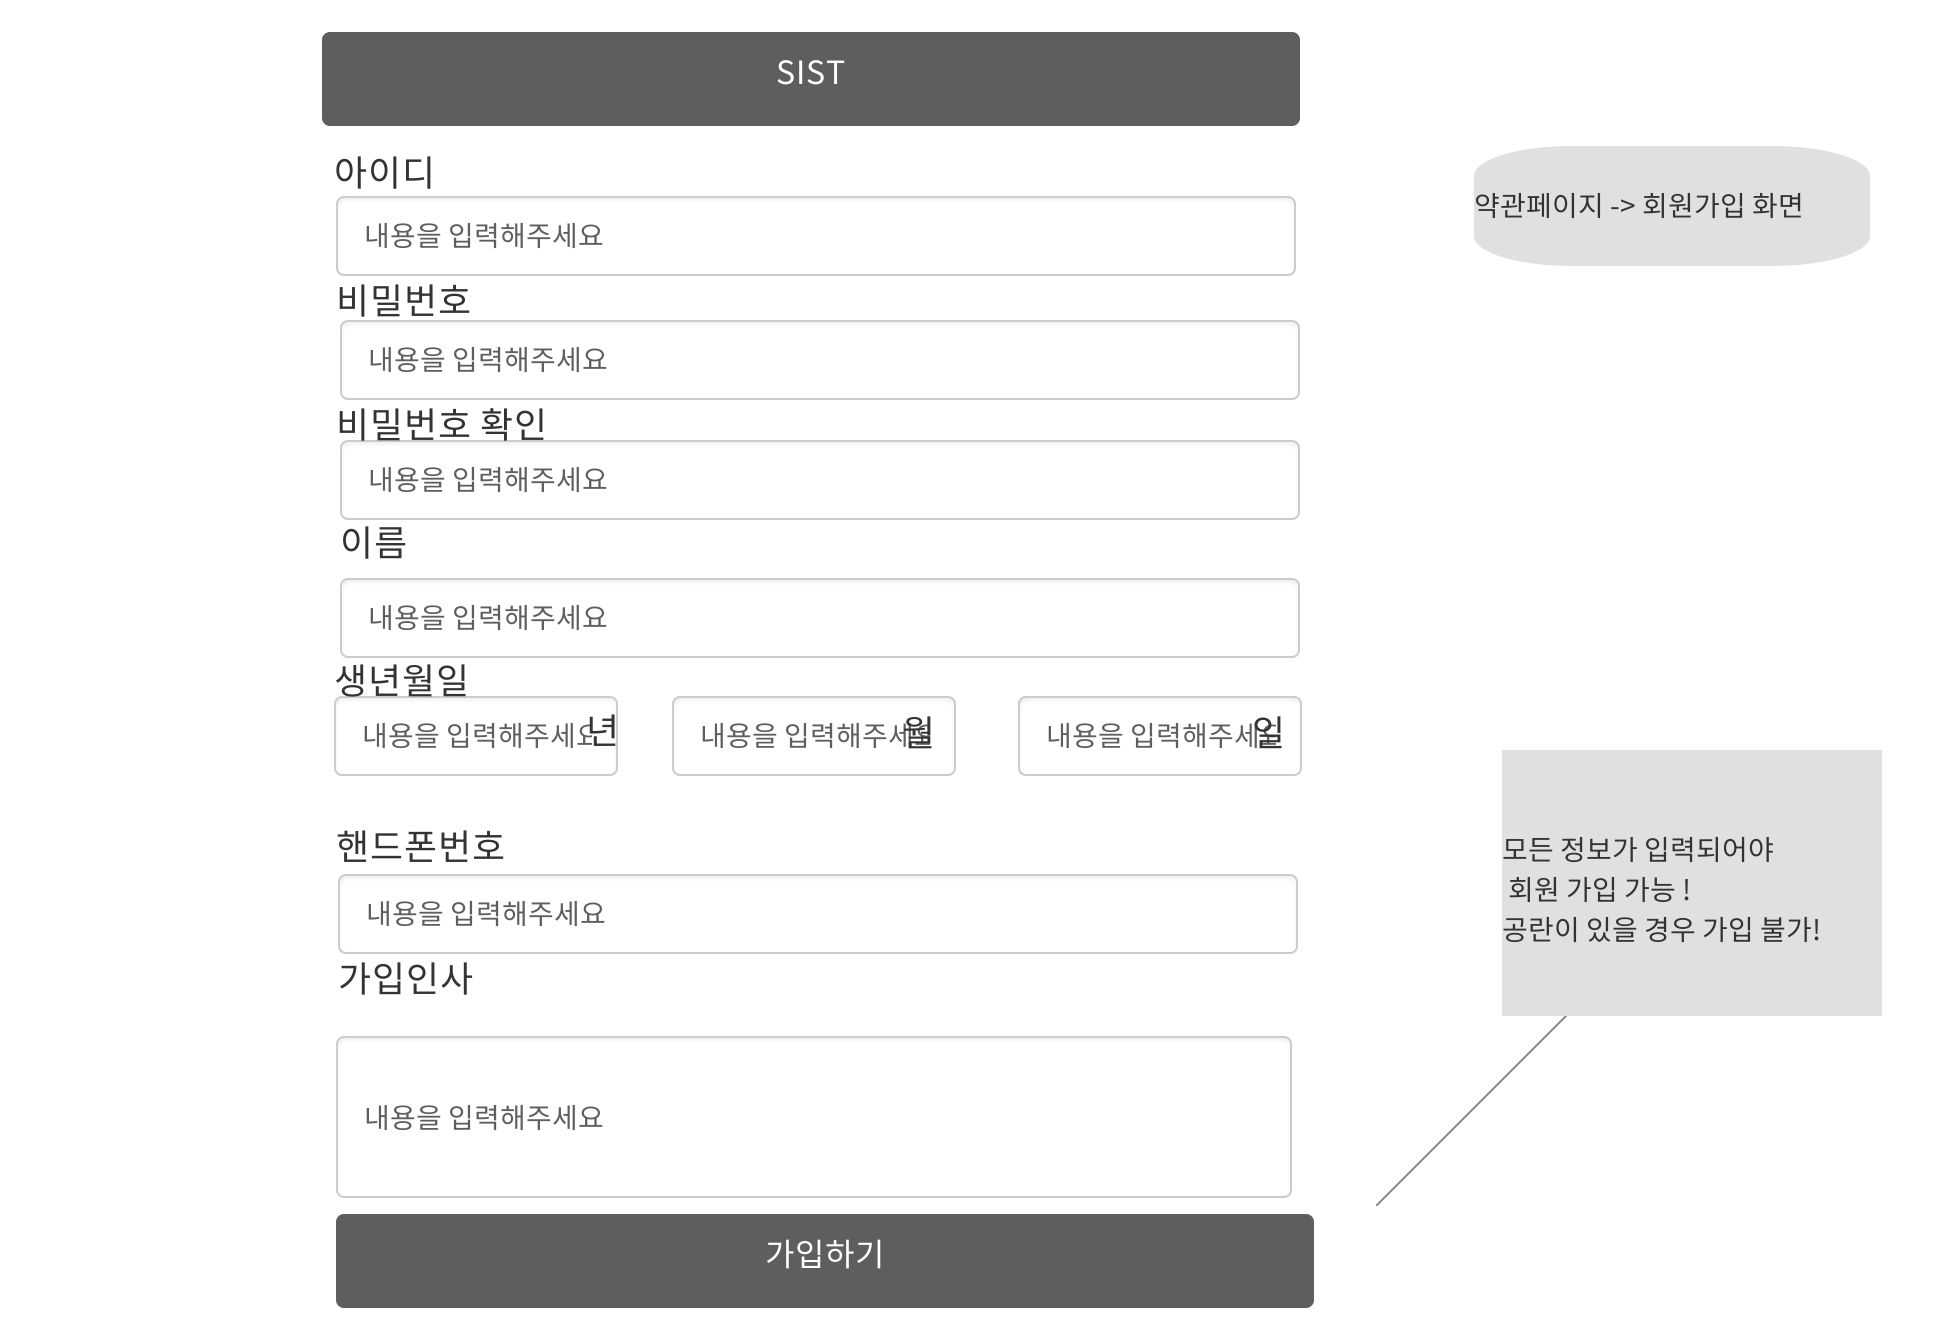 SIST
아이디
내용을 입력해주세요
비밀번호
내용을 입력해주세요
비밀번호 확인
내용을 입력해주세요
이름
내용을 입력해주세요
생년월일
내용을 입력해주세요 년
내용을 입력해주세요 월
내용을 입력해주세요 일
핸드폰번호
내용을 입력해주세요
가입인사
내용을 입력해주세요
가입하기
약관페이지 -> 회원가입 화면
모든 정보가 입력되어야
회원 가입 가능 !
공란이 있을 경우 가입 불가!